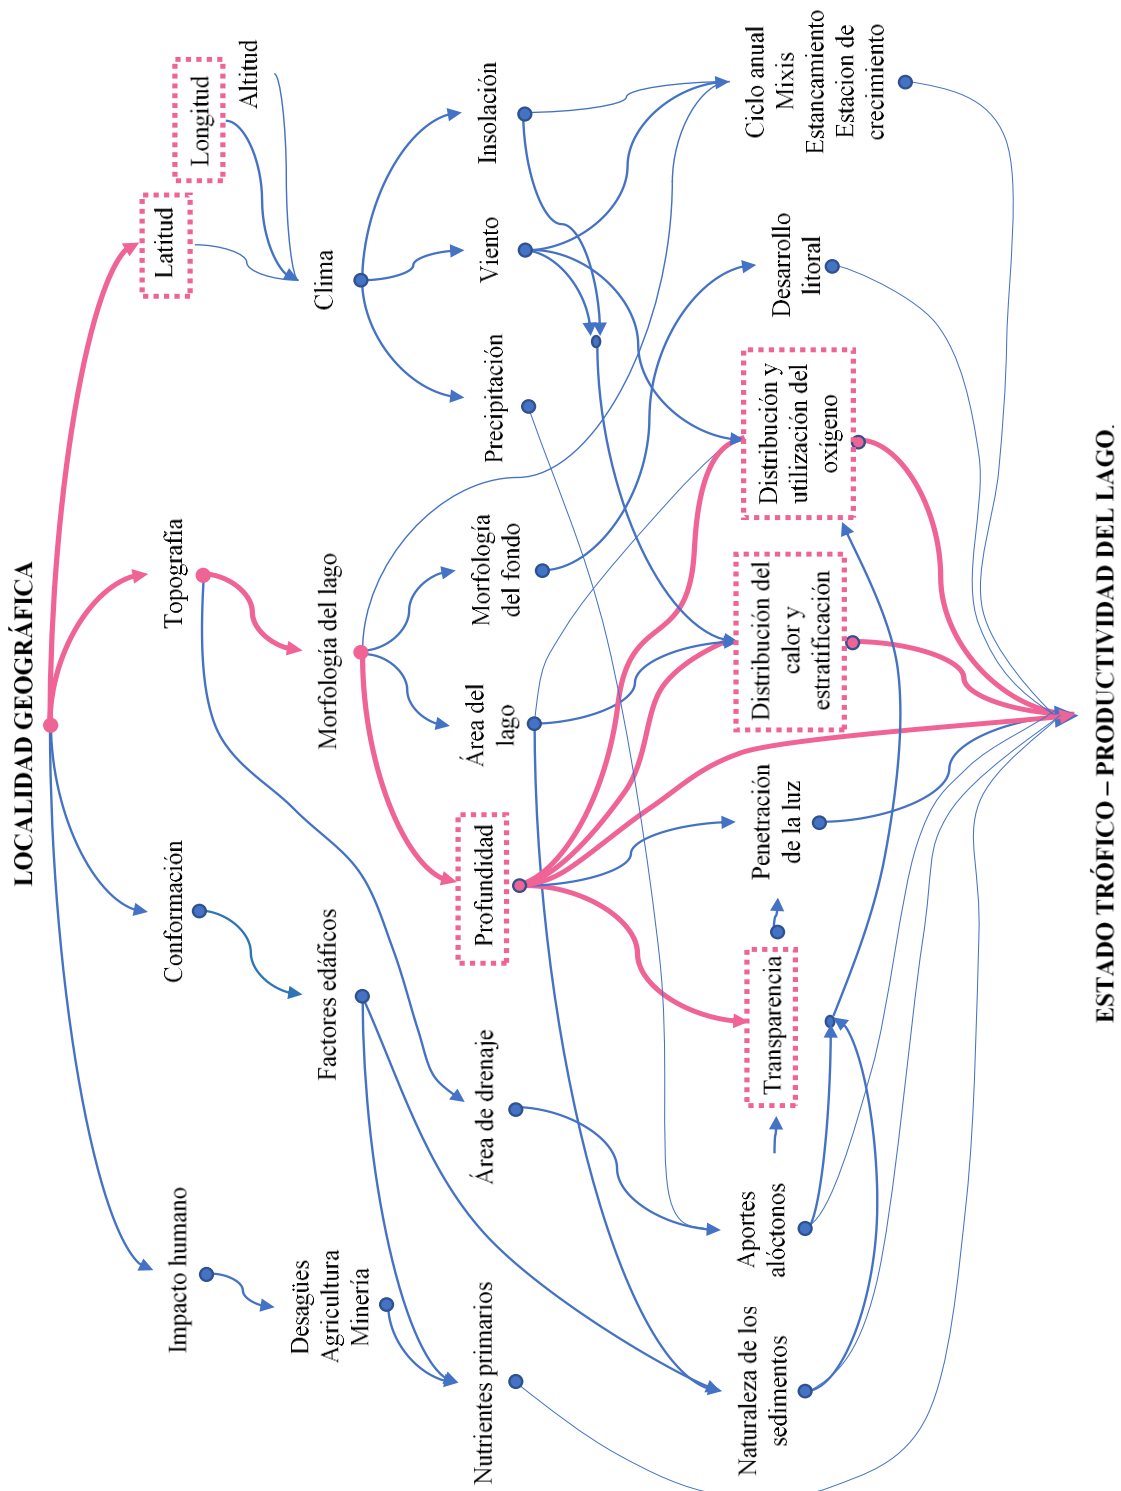 LOCALIDAD GEOGRÁFICA
Impacto humano
Conformación
Topografía
Latitud
Longitud
Altitud
Desagües
Agricultura
Minería
Factores edáficos
Morfología del lago
Clima
Nutrientes primarios
Área de drenaje
Profundidad
Área del
lago
Morfología
del fondo
Precipitación
Viento
Insolación
Naturaleza de los
sedimentos
Aportes
alóctonos
Transparencia
Penetración
de la luz
Distribución del
calor y
estratificación
Distribución y
utilización del
oxígeno
Desarrollo
litoral
Ciclo anual
Mixis
Estancamiento
Estacion de
crecimiento
ESTADO TRÓFICO – PRODUCTIVIDAD DEL LAGO.